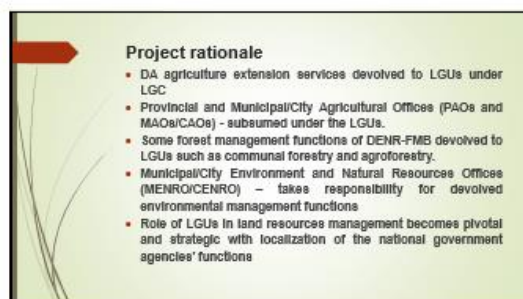 Project rationale
• DA agriculture extension services devolved to LGUs under
LGC
• Provincial and Municipal/City Agricultural Offices (PAOs and
MAOs/CAOs) - subsumed under the LGUs.
• Some forest management functions of DENR-FMB devolved to
LGUs such as communal forestry and agroforestry.
• Municipal/City Environment and Natural Resources Offices
(MENRO/CENRO) – takes responsibility for devolved
environmental management functions
• Role of LGUs in land resources management becomes pivotal
and strategic with localization of the national government
agencies' functions